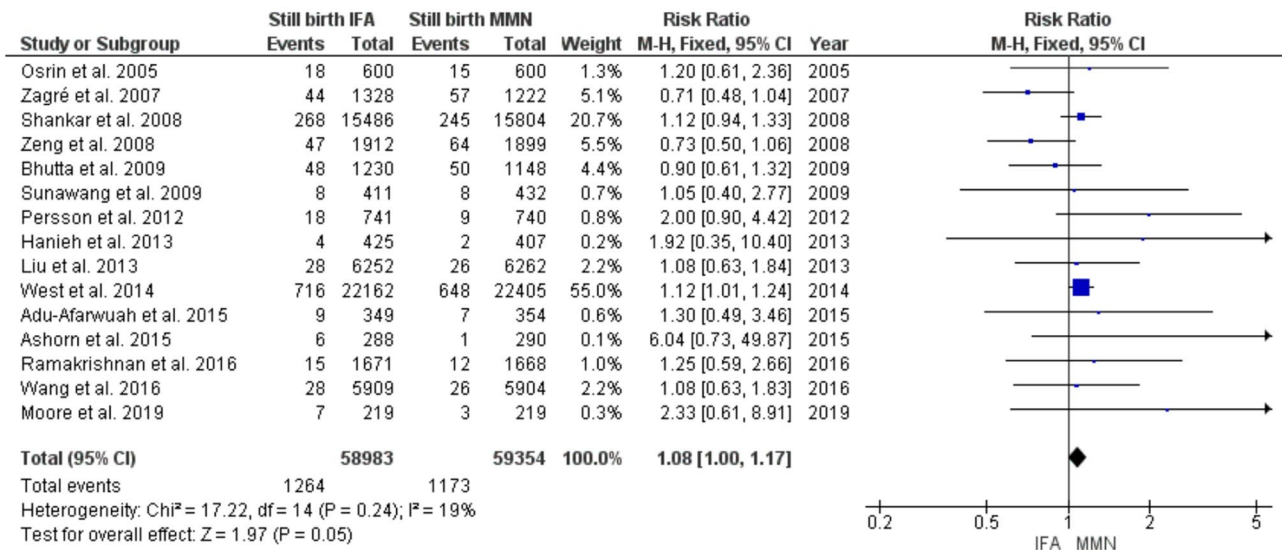 Still birth IFA Still birth MMN Risk Ratio Risk Ratio
Study or Subgroup Events Total Events Total Weight M-H, Fixed, 95% CI Year M-H, Fixed, 95% CI
Osrin et al. 2005 18 600 15 600 1.3% 1.20 [0.61, 2.36] 2005
Zagré et al. 2007 44 1328 57 1222 5.1% 0.71 [0.48, 1.04] 2007
Shankar et al. 2008 268 15486 245 15804 20.7% 1.12 [0.94, 1.33] 2008
Zeng et al. 2008 47 1912 64 1899 5.5% 0.73 [0.50, 1.06] 2008
Bhutta et al. 2009 48 1230 50 1148 4.4% 0.90 [0.61, 1.32] 2009
Sunawang et al. 2009 8 411 8 432 0.7% 1.05 [0.40, 2.77] 2009
Persson et al. 2012 18 741 9 740 0.8% 2.00 [0.90, 4.42] 2012
Hanieh et al. 2013 4 425 2 407 0.2% 1.92 [0.35, 10.40] 2013
Liu et al. 2013 28 6252 26 6262 2.2% 1.08 [0.63, 1.84] 2013
West et al. 2014 716 22162 648 22405 55.0% 1.12 [1.01, 1.24] 2014
Adu-Afarwuah et al. 2015 9 349 7 354 0.6% 1.30 [0.49, 3.46] 2015
Ashorn et al. 2015 6 288 1 290 0.1% 6.04 [0.73, 49.87] 2015
Ramakrishnan et al. 2016 15 1671 12 1668 1.0% 1.25 [0.59, 2.66] 2016
Wang et al. 2016 28 5909 26 5904 2.2% 1.08 [0.63, 1.83] 2016
Moore et al. 2019 7 219 3 219 0.3% 2.33 [0.61, 8.91] 2019
Total (95% CI) 58983 59354 100.0% 1.08 [1.00, 1.17]
Total events 1264 1173
Heterogeneity: Chi² = 17.22, df = 14 (P = 0.24); I² = 19%
Test for overall effect: Z = 1.97 (P = 0.05)
0.2 0.5 1 2 5
IFA MMN